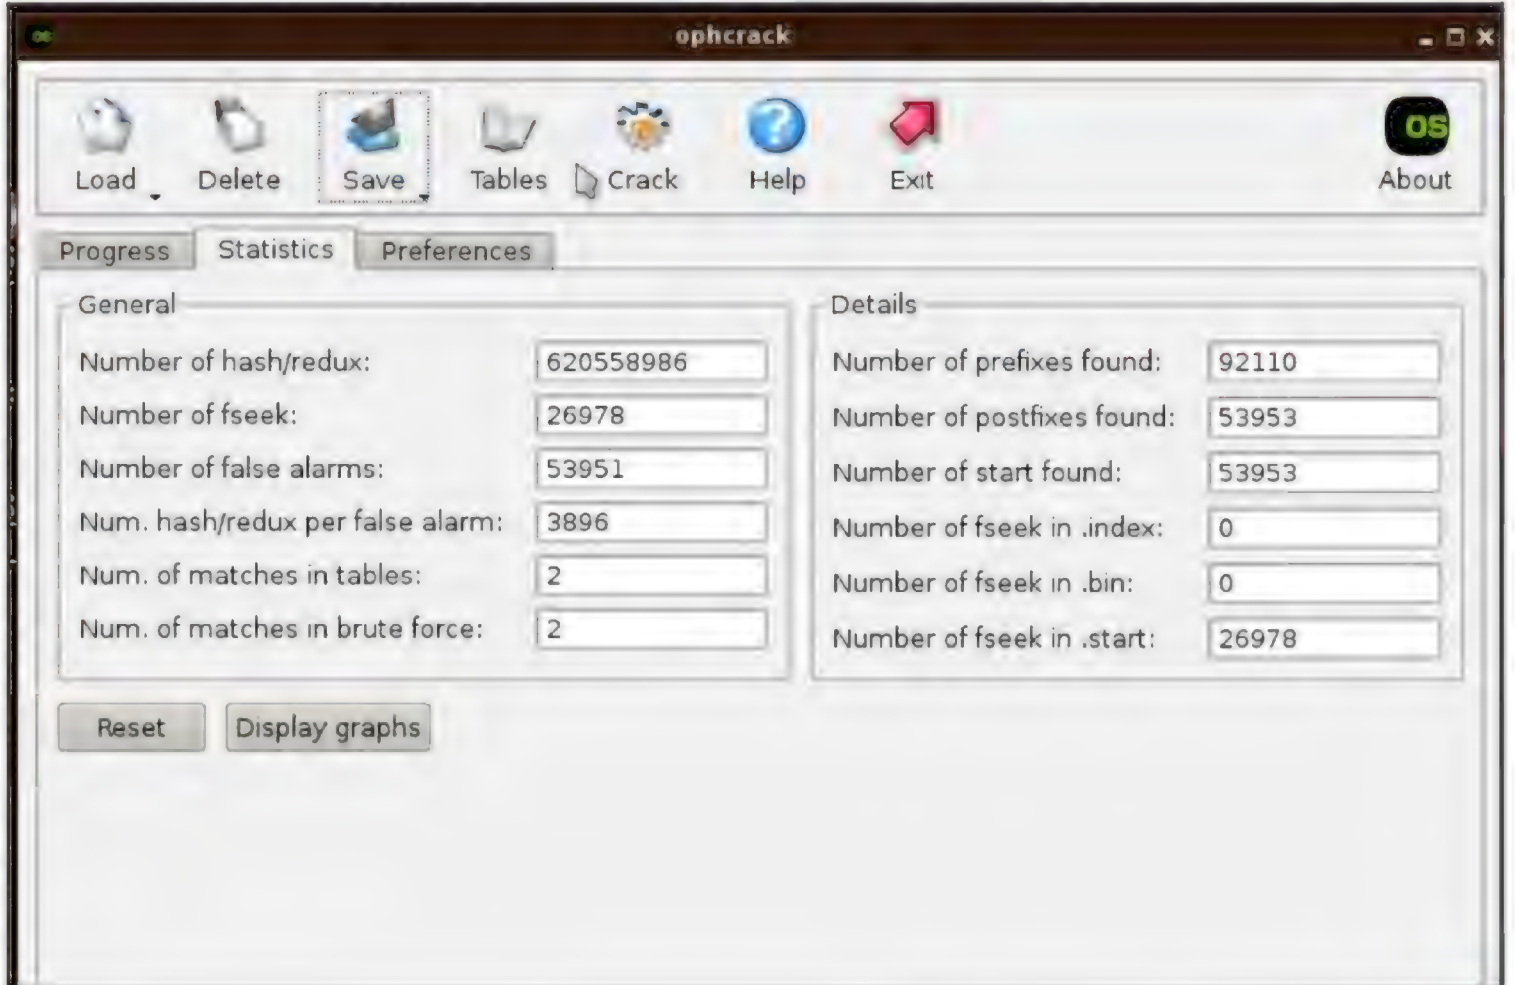 ophcrack
Load Delete Save Tables Crack Help Exit OS About
Progress Statistics Preferences
General
Number of hash/redux: 620558986
Number of fseek: 26978
Number of false alarms: 53951
Num. hash/redux per false alarm: 3896
Num. of matches in tables: 2
Num. of matches in brute force: 2
Details
Number of prefixes found: 92110
Number of postfixes found: 53953
Number of start found: 53953
Number of fseek in .index: 0
Number of fseek in .bin: 0
Number of fseek in .start: 26978
Reset Display graphs